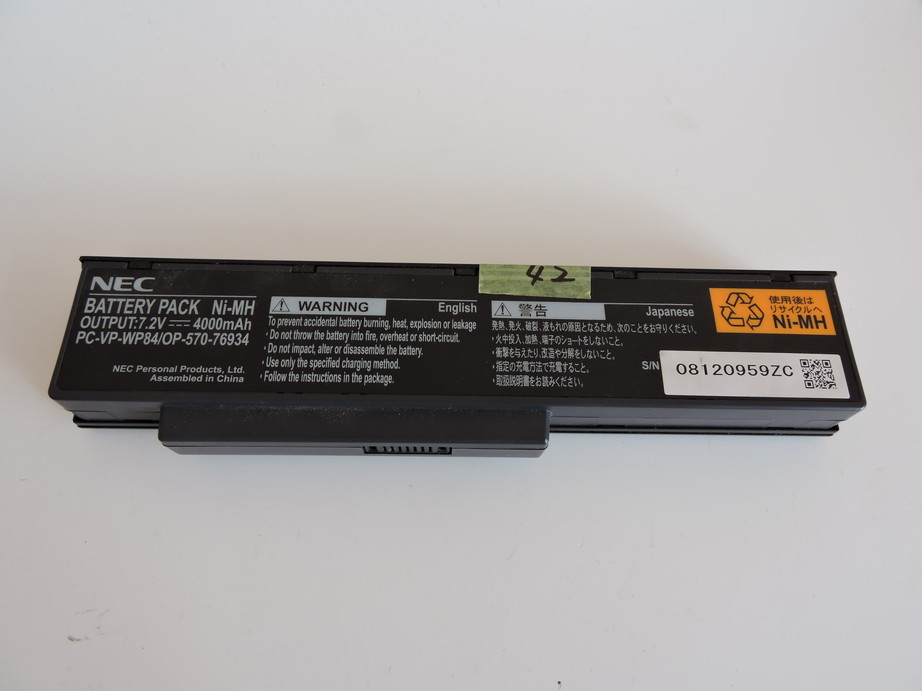 42
NEC
BATTERY PACK Ni-MH
OUTPUT:7.2V 4000mAh
PC-VP-WP84/OP-570-76934
NEC Personal Products, Ltd.
Assembled in China
WARNING English
To prevent accidental battery burning, heat, explosion or leakage
・Do not throw the battery into fire, overheat or short-circuit.
・Do not impact, alter or disassemble the battery.
・Use only the specified charging method.
・Follow the instructions in the package.
警告 Japanese
発熱、発火、破裂、液もれの原因となるため、次のことをお守りください。
・火中投入、加熱、端子のショートをしないこと。
・衝撃を与えたり、改造や分解をしないこと。
・指定の充電方法で充電すること。
・取扱説明書をお読みください。
使用後は
リサイクルへ
Ni-MH
S/N 08120959ZC